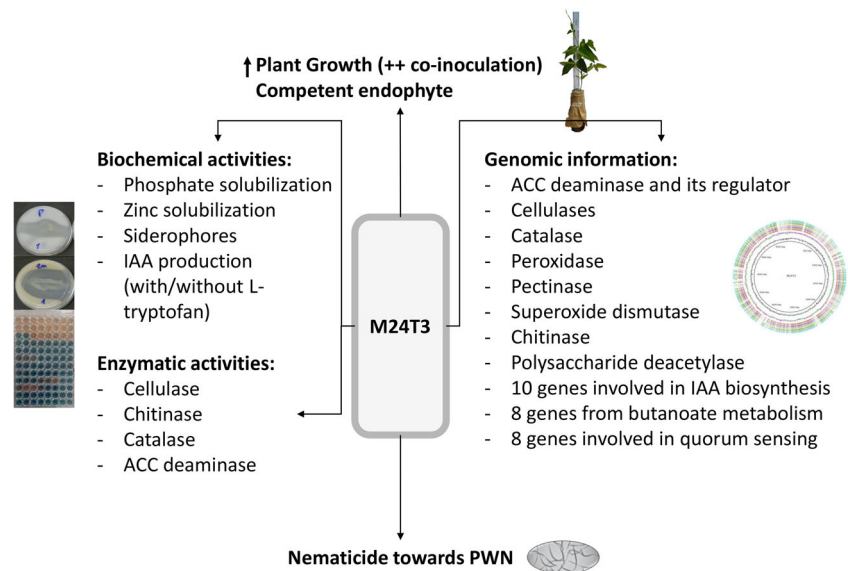 Plant Growth (++ co-inoculation)
Competent endophyte
Biochemical activities:
- Phosphate solubilization
- Zinc solubilization
- Siderophores
- IAA production
(with/without L-
tryptofan)
Enzymatic activities:
- Cellulase
- Chitinase
- Catalase
- ACC deaminase
M24T3
Genomic information:
- ACC deaminase and its regulator
- Cellulases
- Catalase
- Peroxidase
- Pectinase
- Superoxide dismutase
- Chitinase
- Polysaccharide deacetylase
- 10 genes involved in IAA biosynthesis
- 8 genes from butanoate metabolism
- 8 genes involved in quorum sensing
M24T3
Nematicide towards PWN